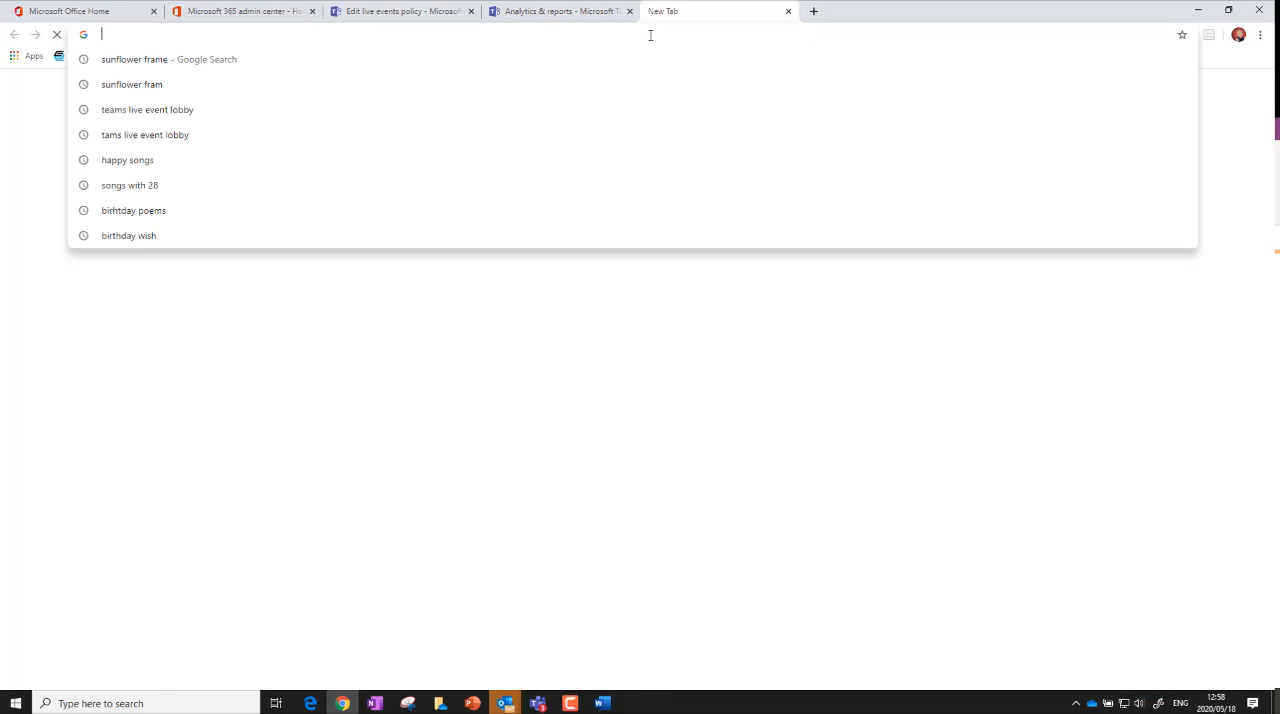 Microsoft Office Home
Microsoft 365 admin center - Ho
Edit live events policy - Microsof
Analytics & reports - Microsoft Te
New Tab
Apps
sunflower frame - Google Search
sunflower fram
teams live event lobby
tams live event lobby
happy songs
songs with 28
birhtday poems
birthday wish
Type here to search
ENG
12:58
2020/05/18